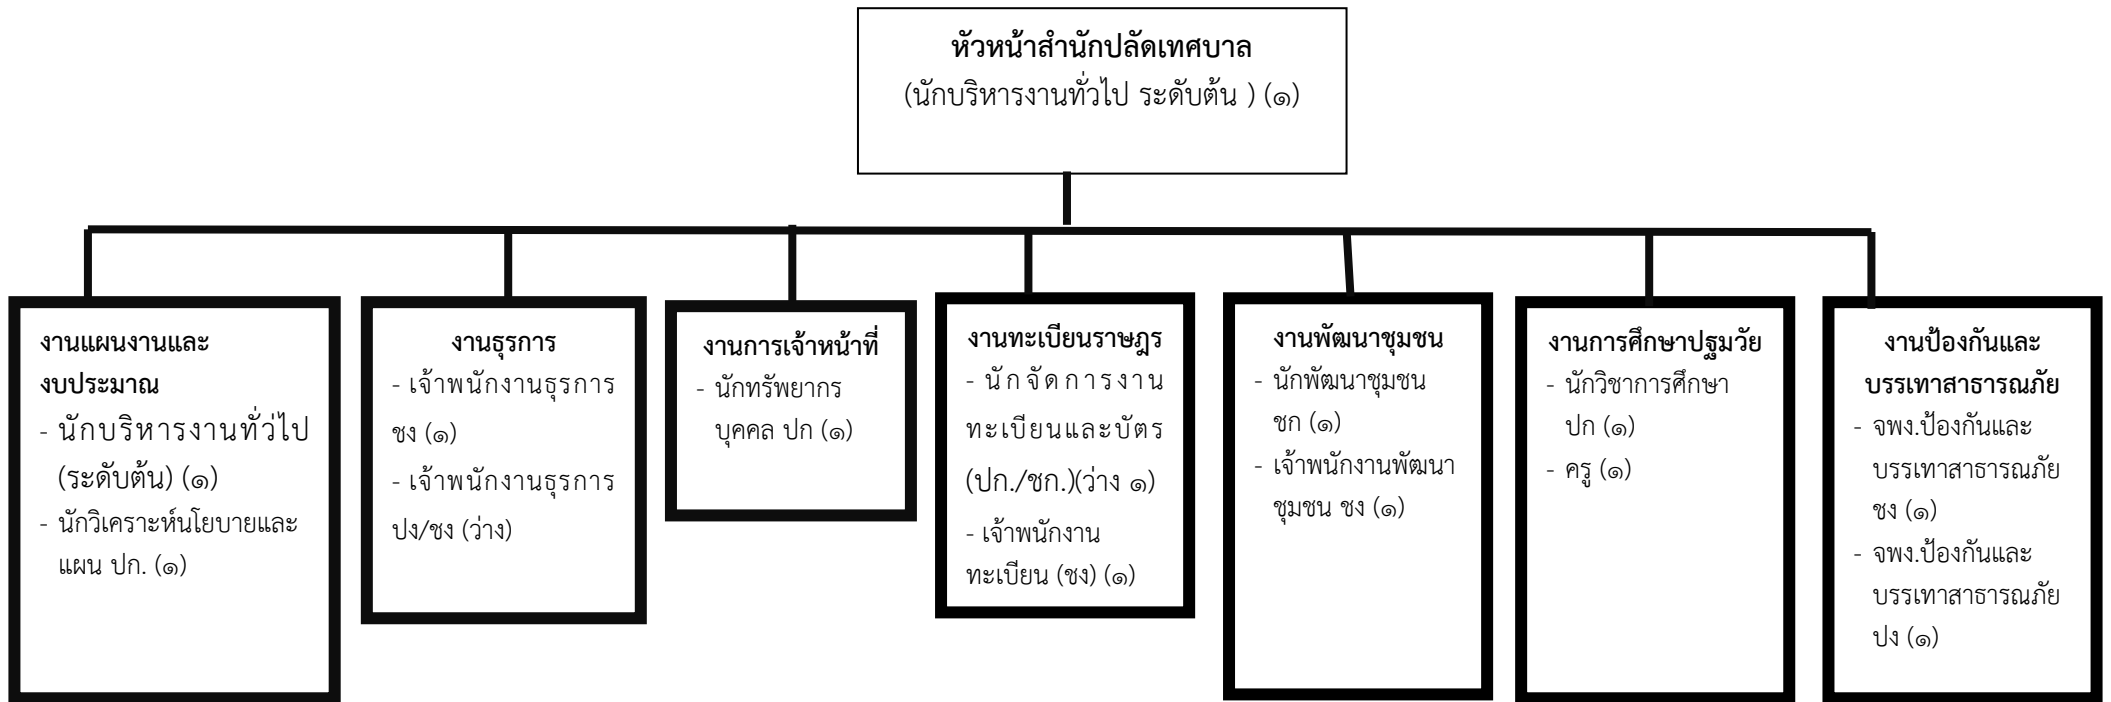 หัวหน้าสำนักปลัดเทศบาล
(นักบริหารงานทั่วไป ระดับต้น ) (๑)
งานแผนงานและ
งบประมาณ
- นักบริหารงานทั่วไป
(ระดับต้น) (๑)
- นักวิเคราะห์นโยบายและ
แผน ปก. (๑)
งานธุรการ
- เจ้าพนักงานธุรการ
ชง (๑)
- เจ้าพนักงานธุรการ
ปง/ชง (ว่าง)
งานการเจ้าหน้าที่
- นักทรัพยากร
บุคคล ปก (๑)
งานทะเบียนราษฎร
- นักจัดการงาน
ทะเบียนและบัตร
(ปก./ชก.)(ว่าง ๑)
- เจ้าพนักงาน
ทะเบียน (ชง) (๑)
งานพัฒนาชุมชน
- นักพัฒนาชุมชน
ชก (๑)
- เจ้าพนักงานพัฒนา
ชุมชน ชง (๑)
งานการศึกษาปฐมวัย
- นักวิชาการศึกษา
ปก (๑)
- ครู (๑)
งานป้องกันและ
บรรเทาสาธารณภัย
- จพง.ป้องกันและ
บรรเทาสาธารณภัย
ชง (๑)
- จพง.ป้องกันและ
บรรเทาสาธารณภัย
ปง (๑)